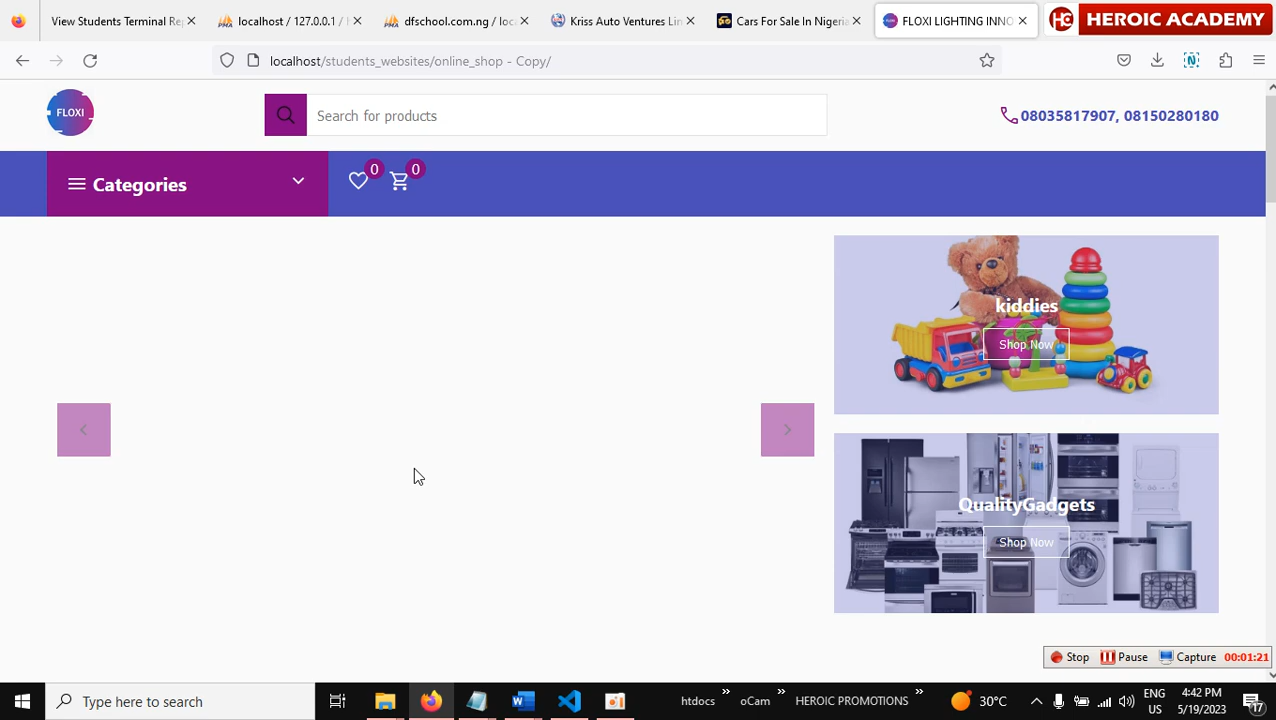 View Students Terminal Re
localhost / 127.0.0.1 / h
dfschool.com.ng / loca
Kriss Auto Ventures Lin
Cars For Sale In Nigeria
FLOXI LIGHTING INNO
HEROIC ACADEMY
localhost/students_websites/online_shop - Copy/
FLOXI
Search for products
08035817907, 08150280180
Categories
0
0
kiddies
Shop Now
QualityGadgets
Shop Now
Stop
Pause
Capture
00:01:21
Type here to search
htdocs
oCam
HEROIC PROMOTIONS
30°C
ENG
US
4:42 PM
5/19/2023
17